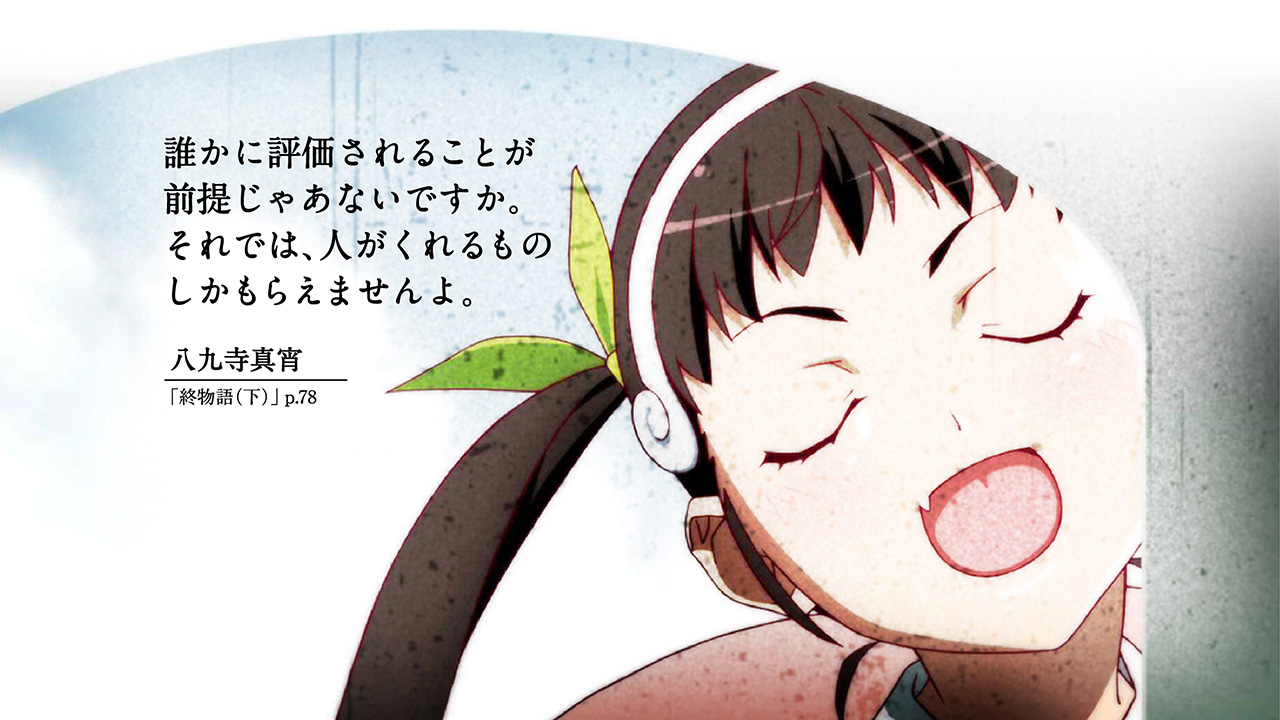 誰かに評価されることが
前提じゃあないですか。
それでは、人がくれるもの
しかもらえませんよ。
八九寺真宵
「終物語（下）」p.78